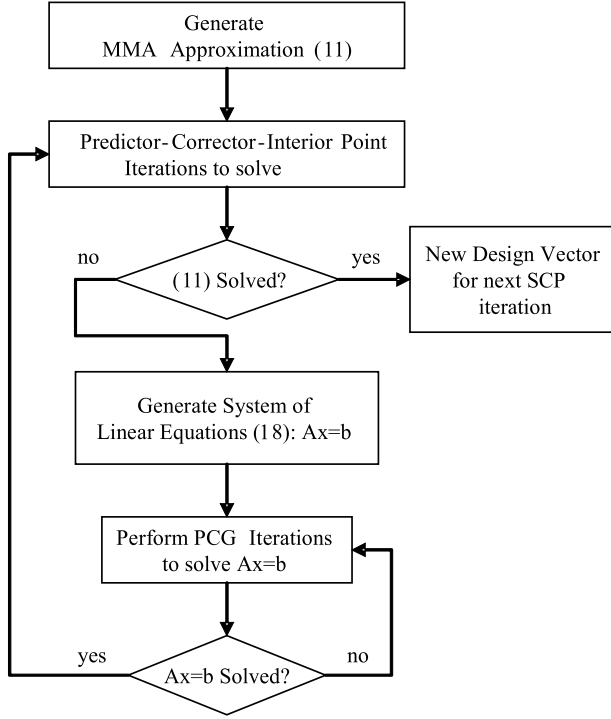 Generate
MMA Approximation (11)
Predictor-Corrector-Interior Point
Iterations to solve
no
(11) Solved?
yes
New Design Vector
for next SCP
iteration
Generate System of
Linear Equations (18): Ax=b
Perform PCG Iterations
to solve Ax=b
yes
Ax=b Solved?
no